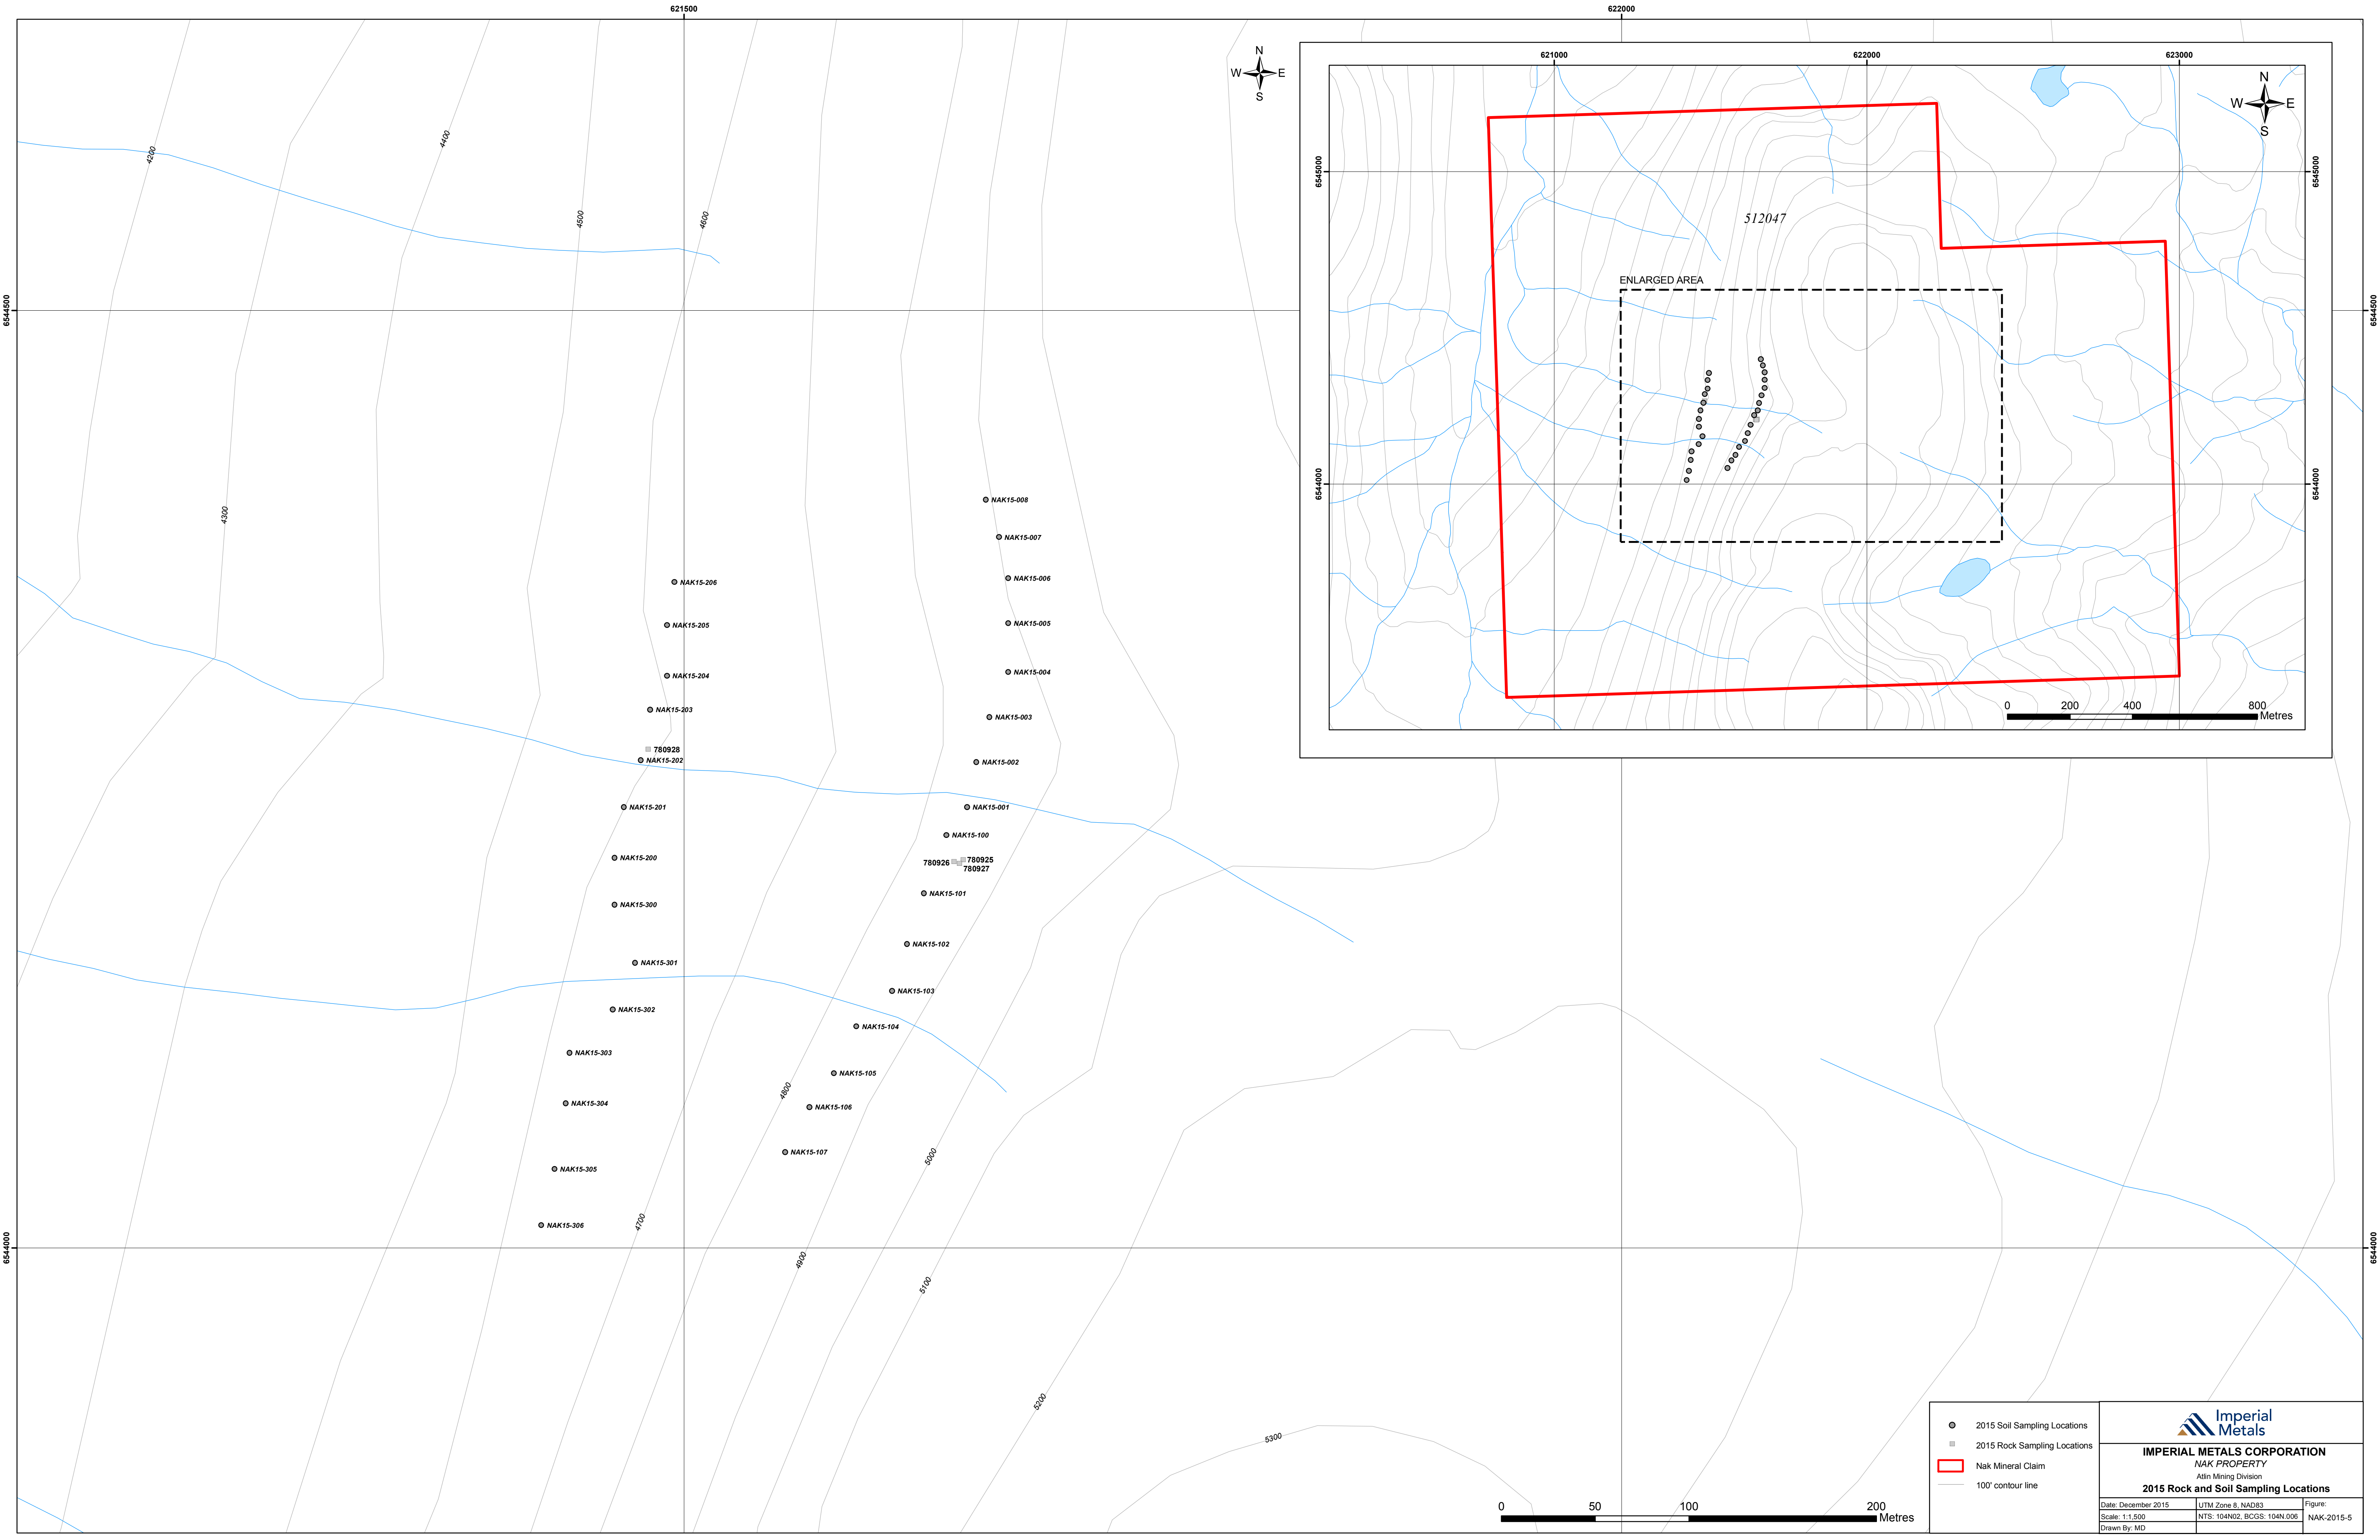 621500
622000
N
W E
S
621000
622000
623000
N
W E
S
4200
4400
4500
4600
6545000
6545000
512047
ENLARGED AREA
6544500
6544500
6544000
6544000
4300
NAK15-008
NAK15-007
NAK15-206
NAK15-006
NAK15-205
NAK15-005
NAK15-204
NAK15-004
NAK15-203
NAK15-003
0 200 400 800
Metres
780928
NAK15-202
NAK15-002
NAK15-201
NAK15-001
NAK15-100
NAK15-200
780926
780925
780927
NAK15-300
NAK15-101
NAK15-102
NAK15-301
NAK15-103
NAK15-302
NAK15-104
NAK15-303
NAK15-105
NAK15-304
4800
NAK15-106
NAK15-107
5000
NAK15-305
NAK15-306
4700
6544000
6544000
4900
5100
5200
5300
0 50 100 200
Metres
2015 Soil Sampling Locations
2015 Rock Sampling Locations
Nak Mineral Claim
100' contour line
Imperial
Metals
IMPERIAL METALS CORPORATION
NAK PROPERTY
Atlin Mining Division
2015 Rock and Soil Sampling Locations
Date: December 2015
UTM Zone 8, NAD83
Figure:
Scale: 1:1,500
NTS: 104N02, BCGS: 104N.006
NAK-2015-5
Drawn By: MD